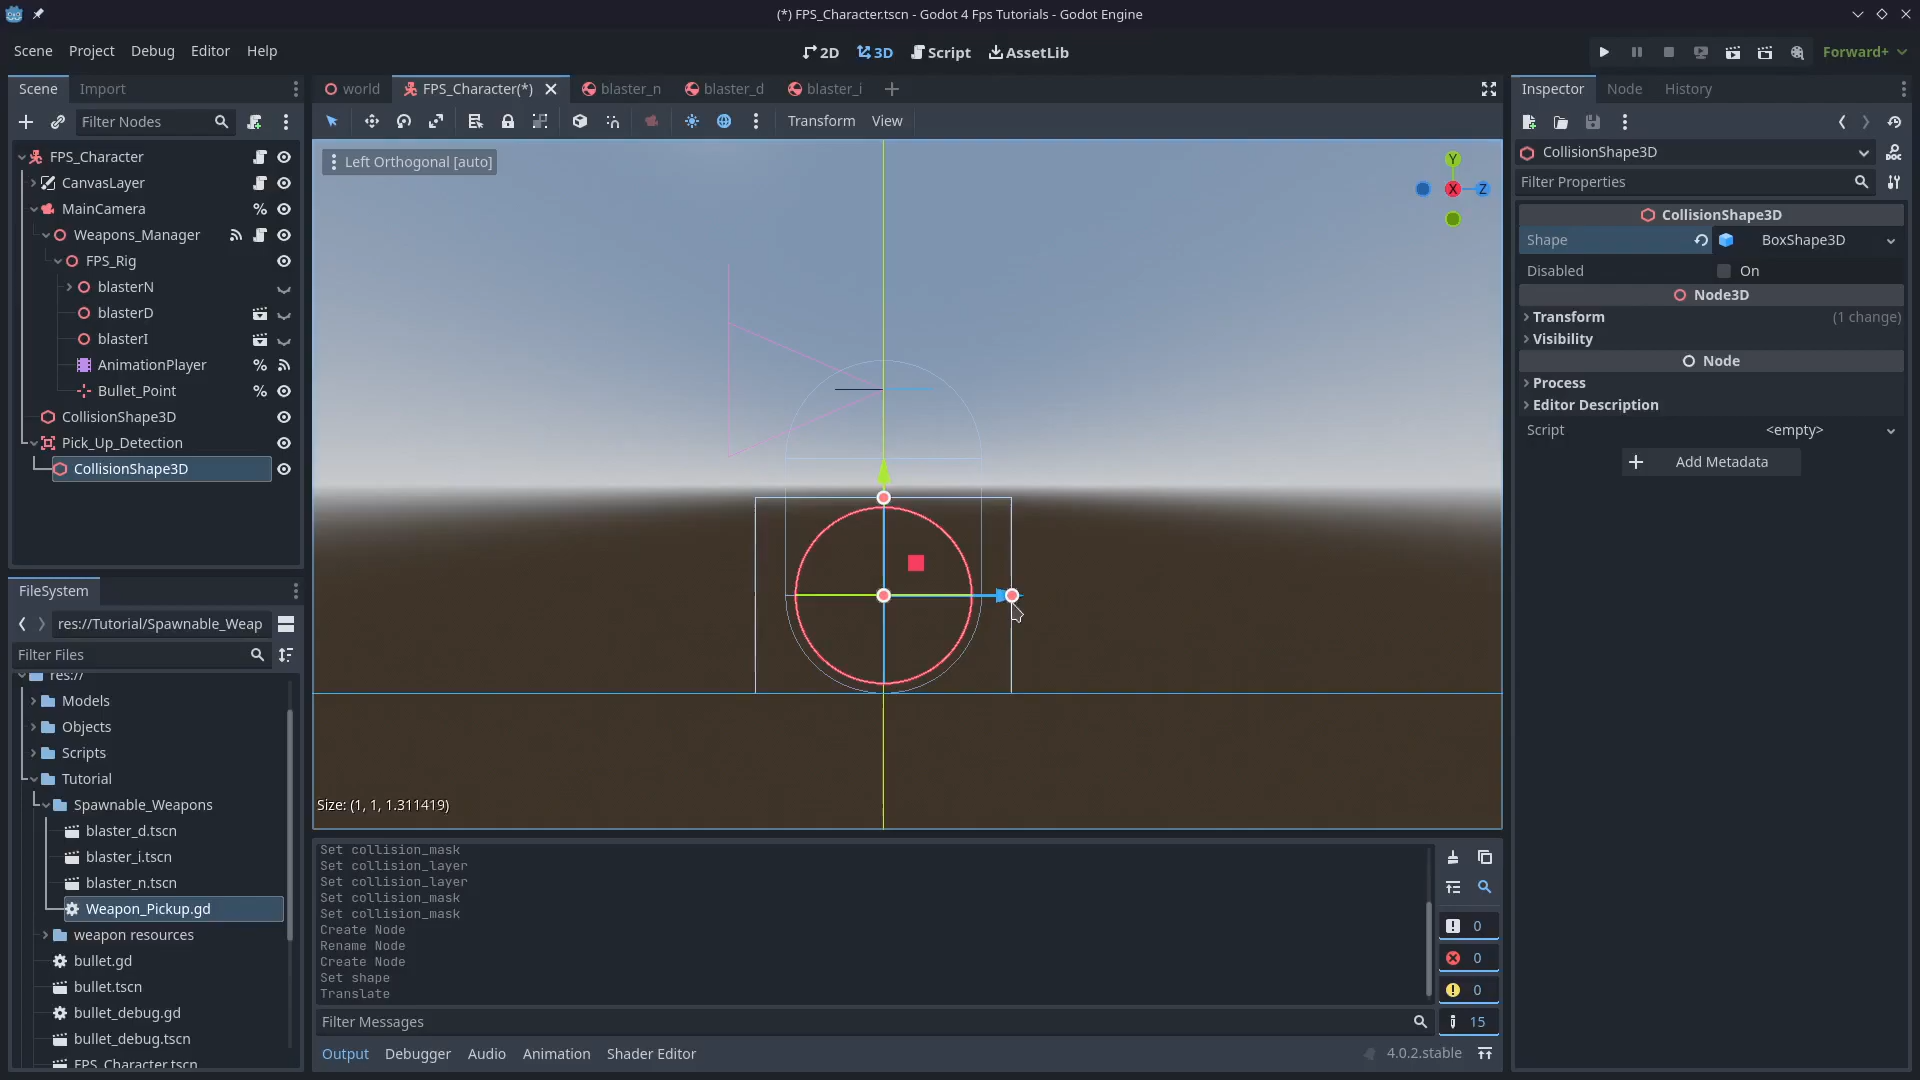 (*) FPS_Character.tscn - Godot 4 Fps Tutorials - Godot Engine
Scene Project Debug Editor Help
2D 3D Script AssetLib
Forward+
Scene Import
Filter Nodes
FPS_Character
CanvasLayer
MainCamera
Weapons_Manager
FPS_Rig
blasterN
blasterD
blasterI
AnimationPlayer
Bullet_Point
CollisionShape3D
Pick_Up_Detection
CollisionShape3D
FileSystem
res://Tutorial/Spawnable_Weap
Filter Files
res://
Models
Objects
Scripts
Tutorial
Spawnable_Weapons
blaster_d.tscn
blaster_i.tscn
blaster_n.tscn
Weapon_Pickup.gd
weapon resources
bullet.gd
bullet.tscn
bullet_debug.gd
bullet_debug.tscn
FPS_Character.tscn
world FPS_Character(*) blaster_n blaster_d blaster_i
Transform View
Left Orthogonal [auto]
Y
X
Z
Size: (1, 1, 1.311419)
Set collision_mask
Set collision_layer
Set collision_layer
Set collision_mask
Set collision_mask
Create Node
Rename Node
Create Node
Set shape
Translate
0
0
0
15
Filter Messages
Output Debugger Audio Animation Shader Editor
4.0.2.stable
Inspector Node History
CollisionShape3D
DOC
Filter Properties
CollisionShape3D
Shape BoxShape3D
Disabled On
Node3D
Transform (1 change)
Visibility
Node
Process
Editor Description
Script <empty>
Add Metadata